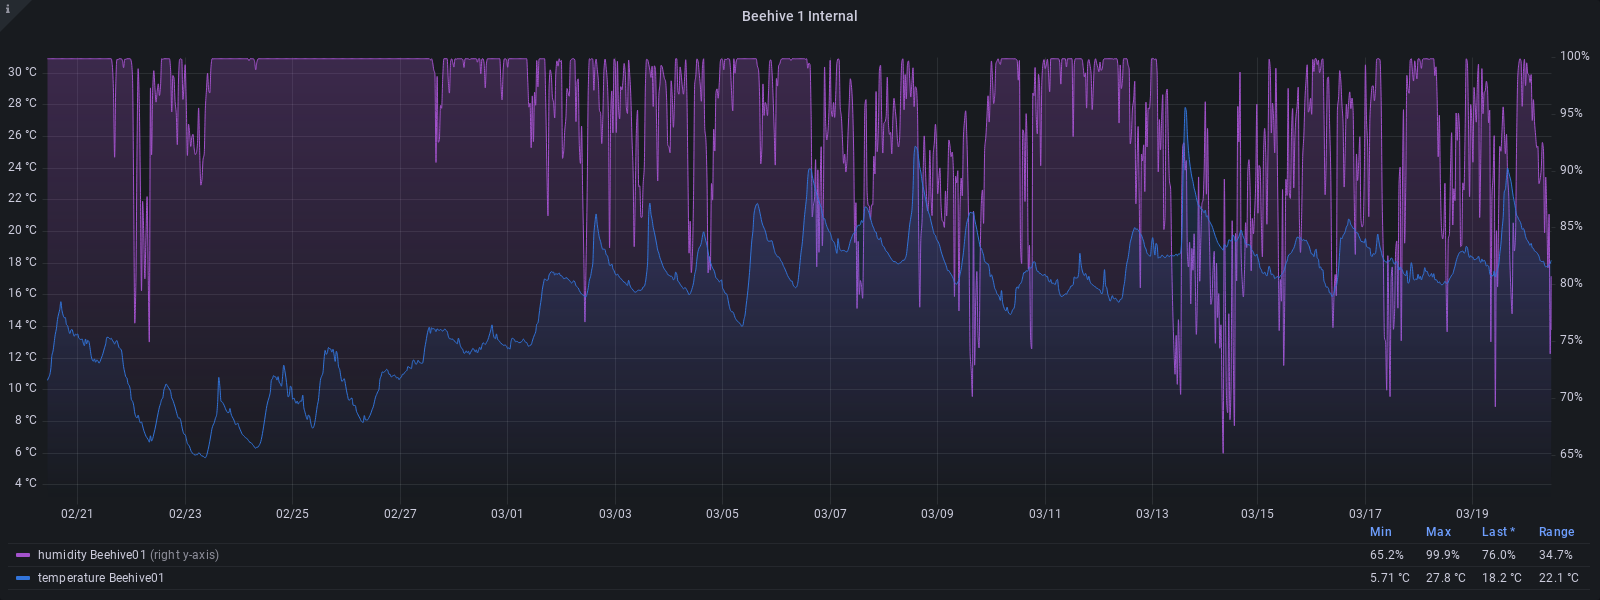 i
Beehive 1 Internal
30 °C
28 °C
26 °C
24 °C
22 °C
20 °C
18 °C
16 °C
14 °C
12 °C
10 °C
8 °C
6 °C
4 °C
100%
95%
90%
85%
80%
75%
70%
65%
02/21 02/23 02/25 02/27 03/01 03/03 03/05 03/07 03/09 03/11 03/13 03/15 03/17 03/19
Min Max Last * Range
humidity Beehive01 (right y-axis) 65.2% 99.9% 76.0% 34.7%
temperature Beehive01 5.71 °C 27.8 °C 18.2 °C 22.1 °C